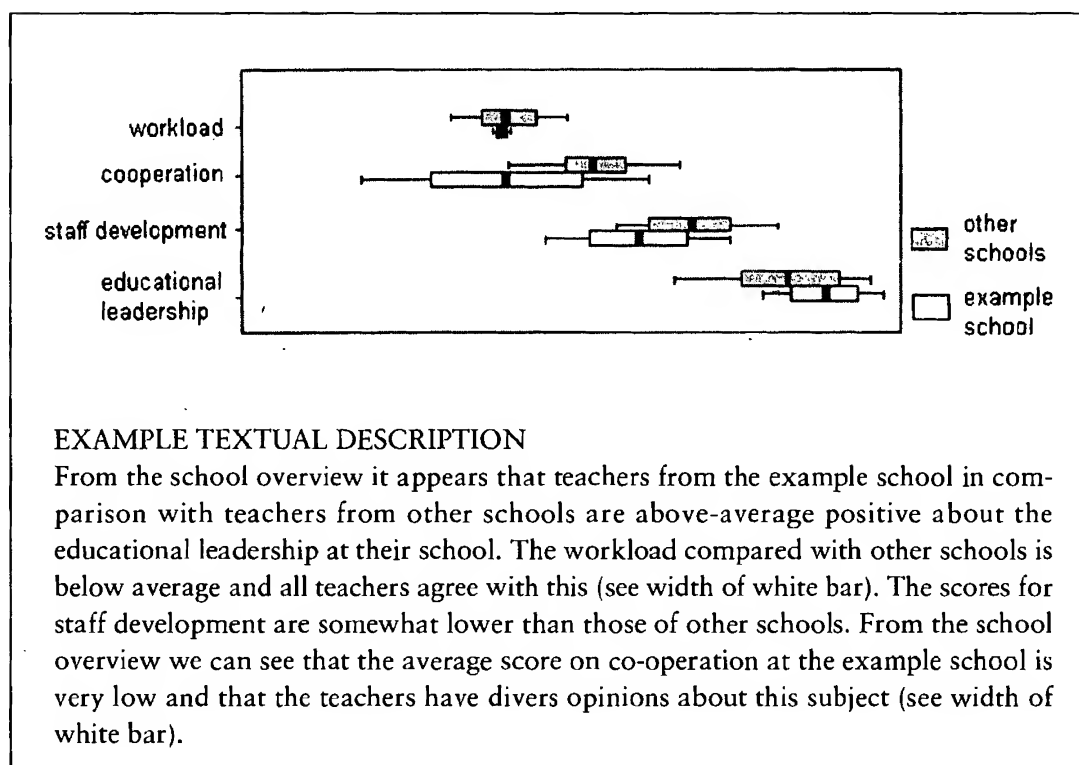 workload
cooperation
staff development
educational
leadership
other
schools
example
school
EXAMPLE TEXTUAL DESCRIPTION
From the school overview it appears that teachers from the example school in com-
parison with teachers from other schools are above-average positive about the
educational leadership at their school. The workload compared with other schools is
below average and all teachers agree with this (see width of white bar). The scores for
staff development are somewhat lower than those of other schools. From the school
overview we can see that the average score on co-operation at the example school is
very low and that the teachers have divers opinions about this subject (see width of
white bar).